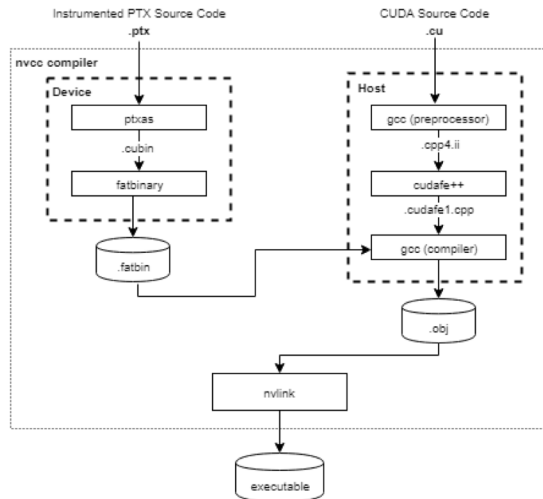 Instrumented PTX Source Code
.ptx
CUDA Source Code
.cu
nvcc compiler
Device
ptxas
.cubin
fatbinary
.fatbin
Host
gcc (preprocessor)
.cpp4.ii
cudafe++
.cudafe1.cpp
gcc (compiler)
.obj
nvlink
executable